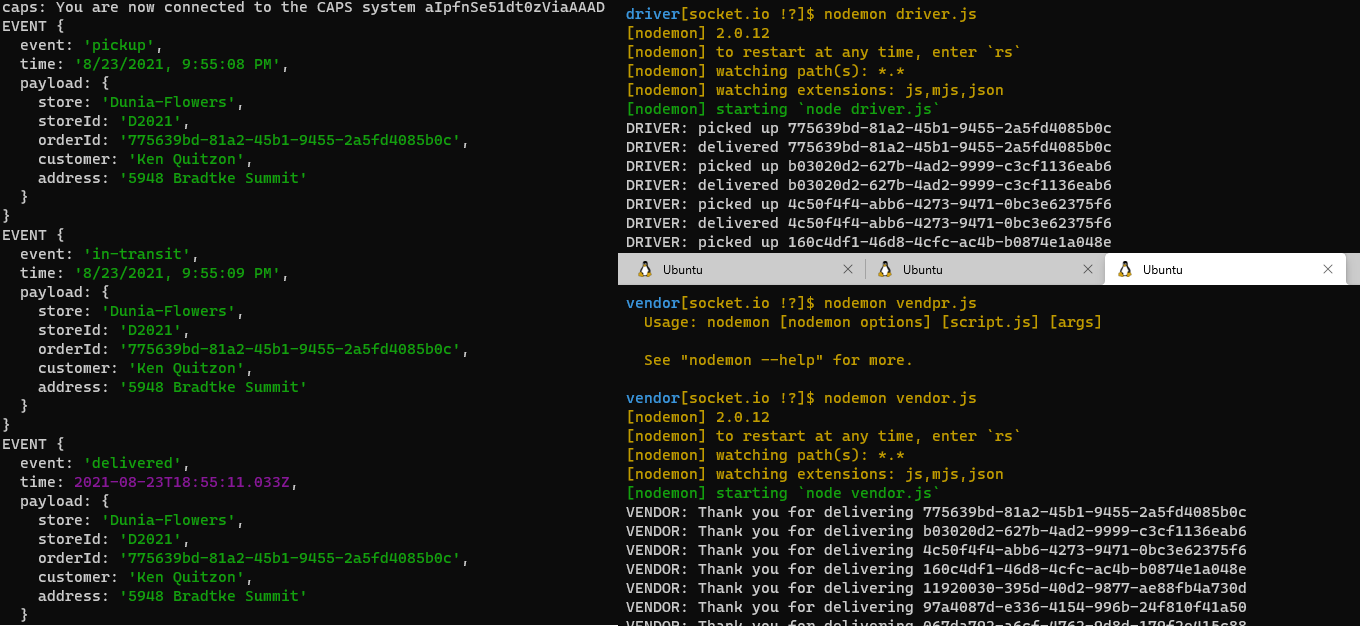 caps: You are now connected to the CAPS system aIpfnSe51dt0zViaAAAD
EVENT {
  event: 'pickup',
  time: '8/23/2021, 9:55:08 PM',
  payload: {
    store: 'Dunia-Flowers',
    storeId: 'D2021',
    orderId: '775639bd-81a2-45b1-9455-2a5fd4085b0c',
    customer: 'Ken Quitzon',
    address: '5948 Bradtke Summit'
  }
}
EVENT {
  event: 'in-transit',
  time: '8/23/2021, 9:55:09 PM',
  payload: {
    store: 'Dunia-Flowers',
    storeId: 'D2021',
    orderId: '775639bd-81a2-45b1-9455-2a5fd4085b0c',
    customer: 'Ken Quitzon',
    address: '5948 Bradtke Summit'
  }
}
EVENT {
  event: 'delivered',
  time: 2021-08-23T18:55:11.033Z,
  payload: {
    store: 'Dunia-Flowers',
    storeId: 'D2021',
    orderId: '775639bd-81a2-45b1-9455-2a5fd4085b0c',
    customer: 'Ken Quitzon',
    address: '5948 Bradtke Summit'
  }
driver[socket.io !?]$ nodemon driver.js
[nodemon] 2.0.12
[nodemon] to restart at any time, enter `rs`
[nodemon] watching path(s): *.*
[nodemon] watching extensions: js,mjs,json
[nodemon] starting `node driver.js`
DRIVER: picked up 775639bd-81a2-45b1-9455-2a5fd4085b0c
DRIVER: delivered 775639bd-81a2-45b1-9455-2a5fd4085b0c
DRIVER: picked up b03020d2-627b-4ad2-9999-c3cf1136eab6
DRIVER: delivered b03020d2-627b-4ad2-9999-c3cf1136eab6
DRIVER: picked up 4c50f4f4-abb6-4273-9471-0bc3e62375f6
DRIVER: delivered 4c50f4f4-abb6-4273-9471-0bc3e62375f6
DRIVER: picked up 160c4df1-46d8-4cfc-ac4b-b0874e1a048e
Ubuntu Ubuntu Ubuntu
vendor[socket.io !?]$ nodemon vendpr.js
  Usage: nodemon [nodemon options] [script.js] [args]
  See "nodemon --help" for more.
vendor[socket.io !?]$ nodemon vendor.js
[nodemon] 2.0.12
[nodemon] to restart at any time, enter `rs`
[nodemon] watching path(s): *.*
[nodemon] watching extensions: js,mjs,json
[nodemon] starting `node vendor.js`
VENDOR: Thank you for delivering 775639bd-81a2-45b1-9455-2a5fd4085b0c
VENDOR: Thank you for delivering b03020d2-627b-4ad2-9999-c3cf1136eab6
VENDOR: Thank you for delivering 4c50f4f4-abb6-4273-9471-0bc3e62375f6
VENDOR: Thank you for delivering 160c4df1-46d8-4cfc-ac4b-b0874e1a048e
VENDOR: Thank you for delivering 11920030-395d-40d2-9877-ae88fb4a730d
VENDOR: Thank you for delivering 97a4087d-e336-4154-996b-24f810f41a50
VENDOR: Thank you for delivering